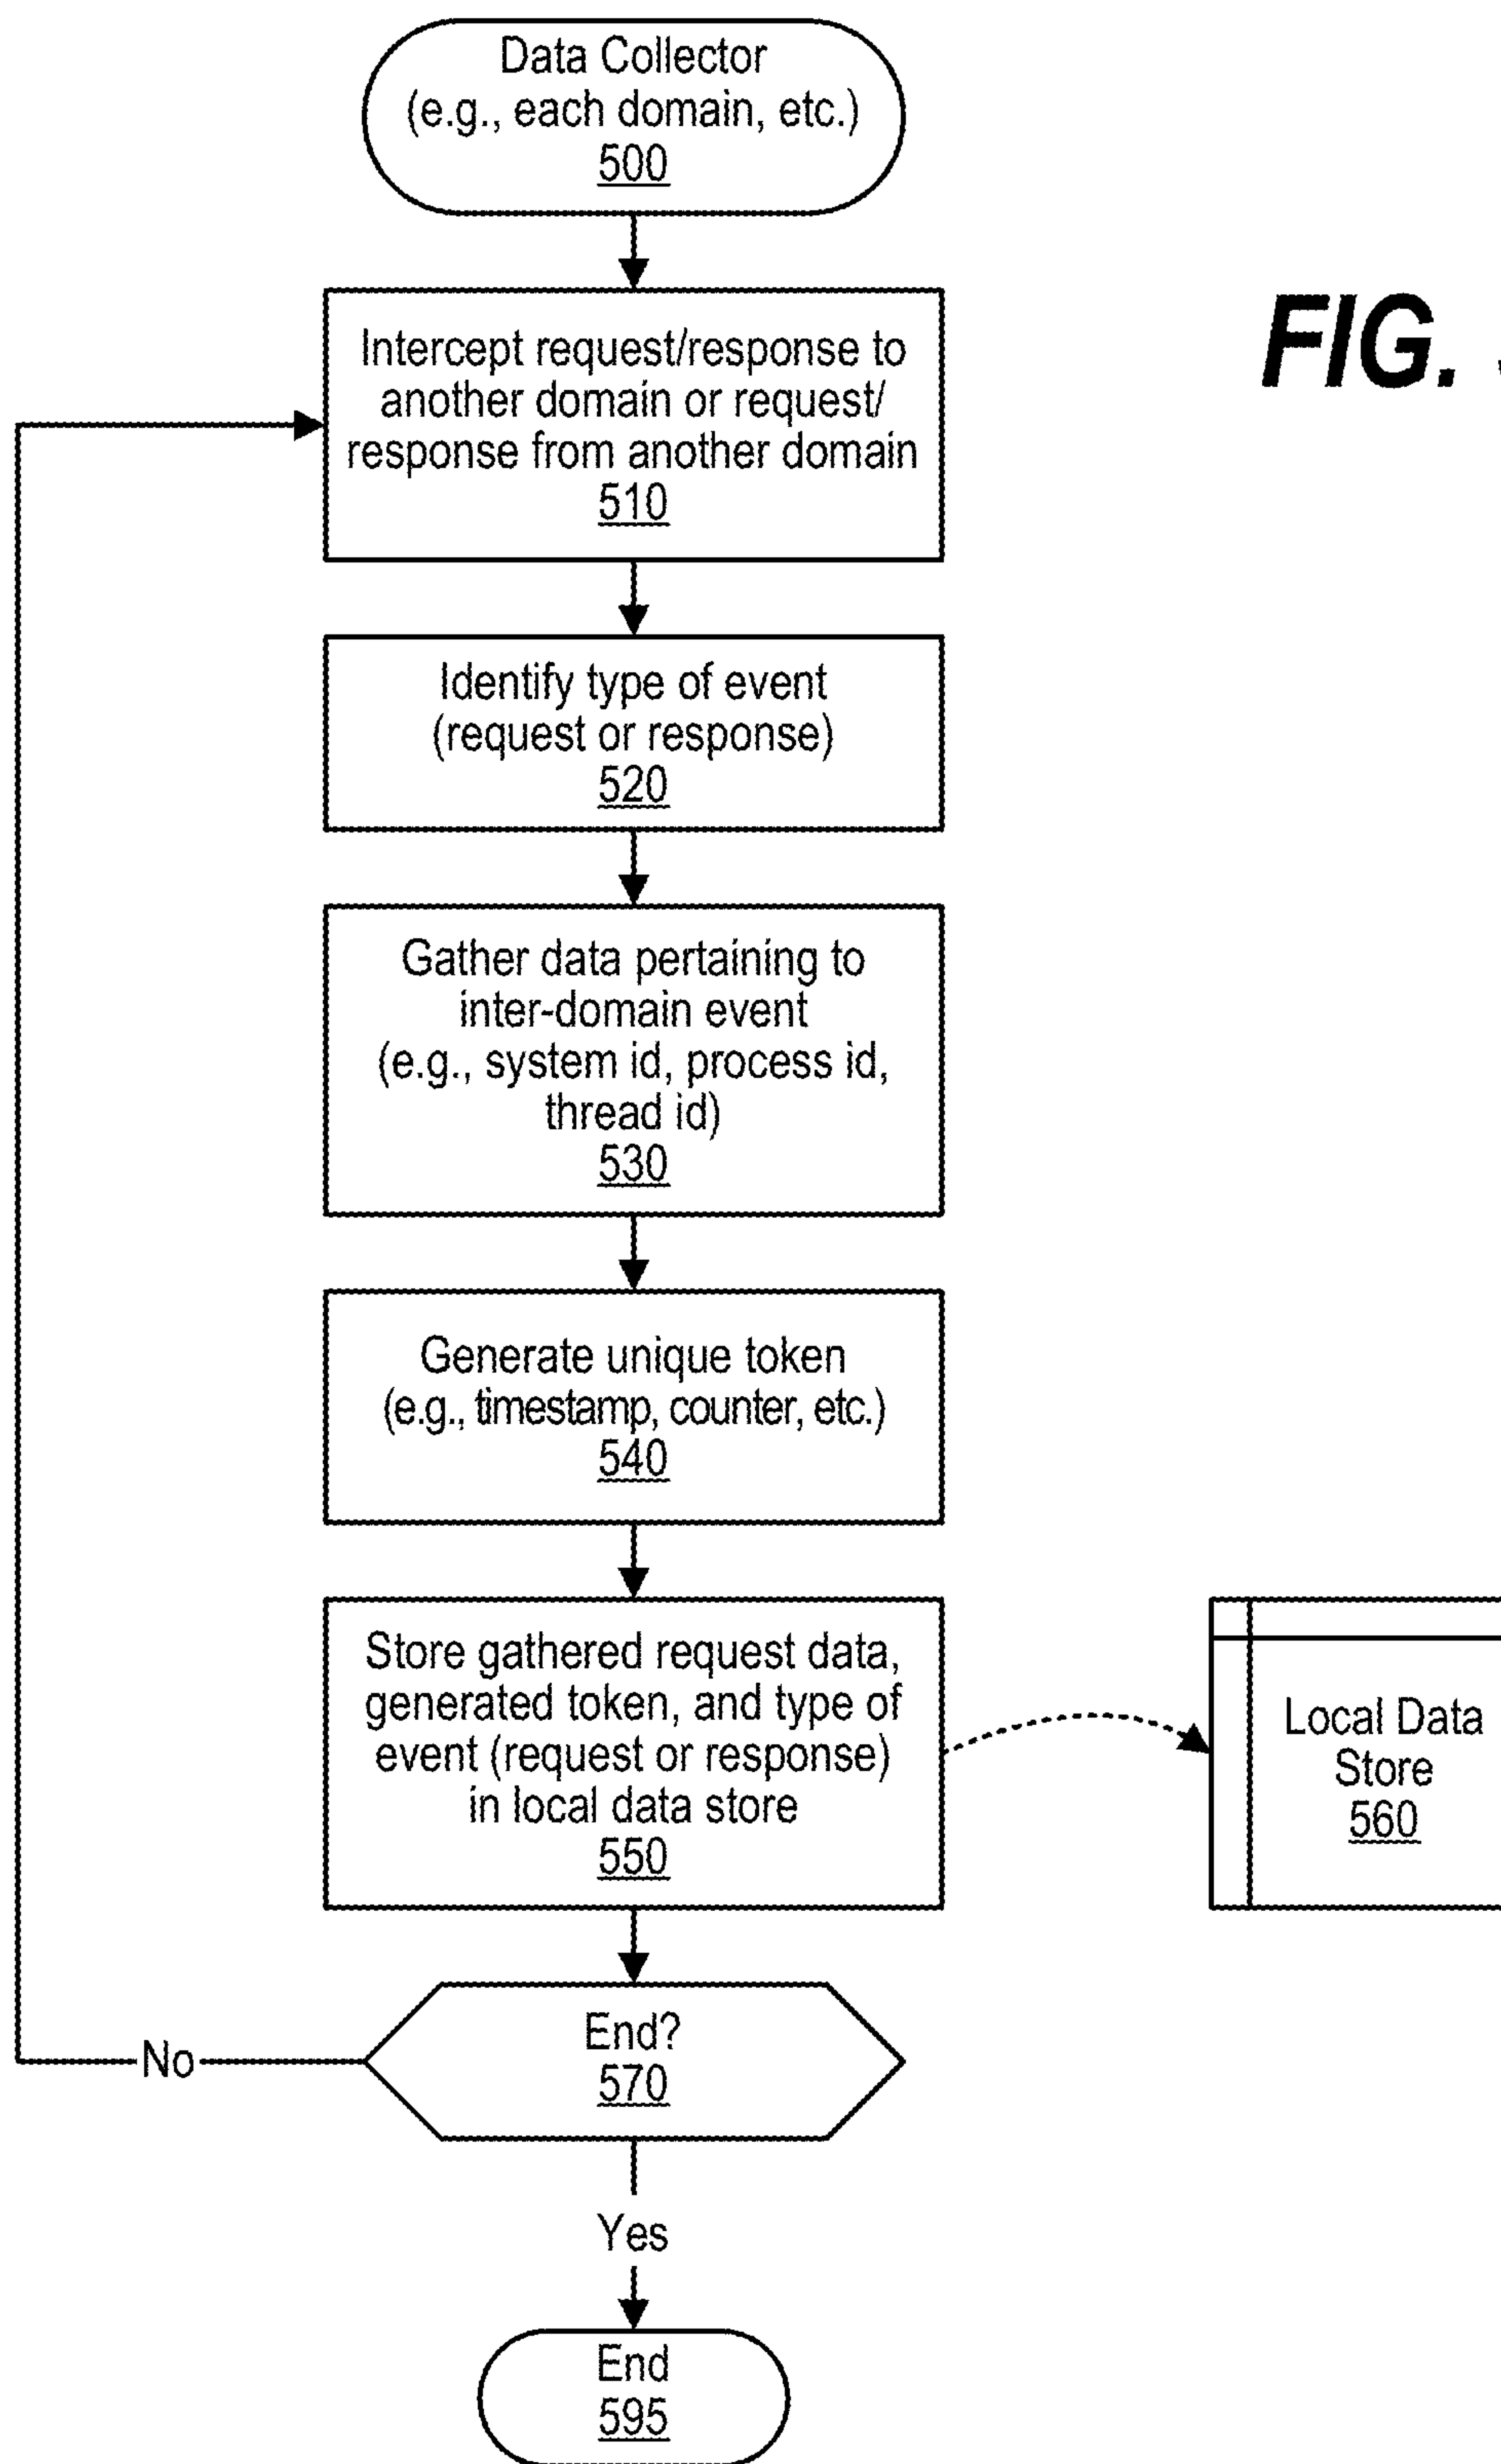 Data Collector
(e.g., each domain, etc.)
500
FIG.
Intercept request/response to
another domain or request/
response from another domain
510
Identify type of event
(request or response)
520
Gather data pertaining to
inter-domain event
(e.g., system id, process id,
thread id)
530
Generate unique token
(e.g., timestamp, counter, etc.)
540
Store gathered request data,
generated token, and type of
event (request or response)
in local data store
550
Local Data
Store
560
End?
570
No
Yes
End
595